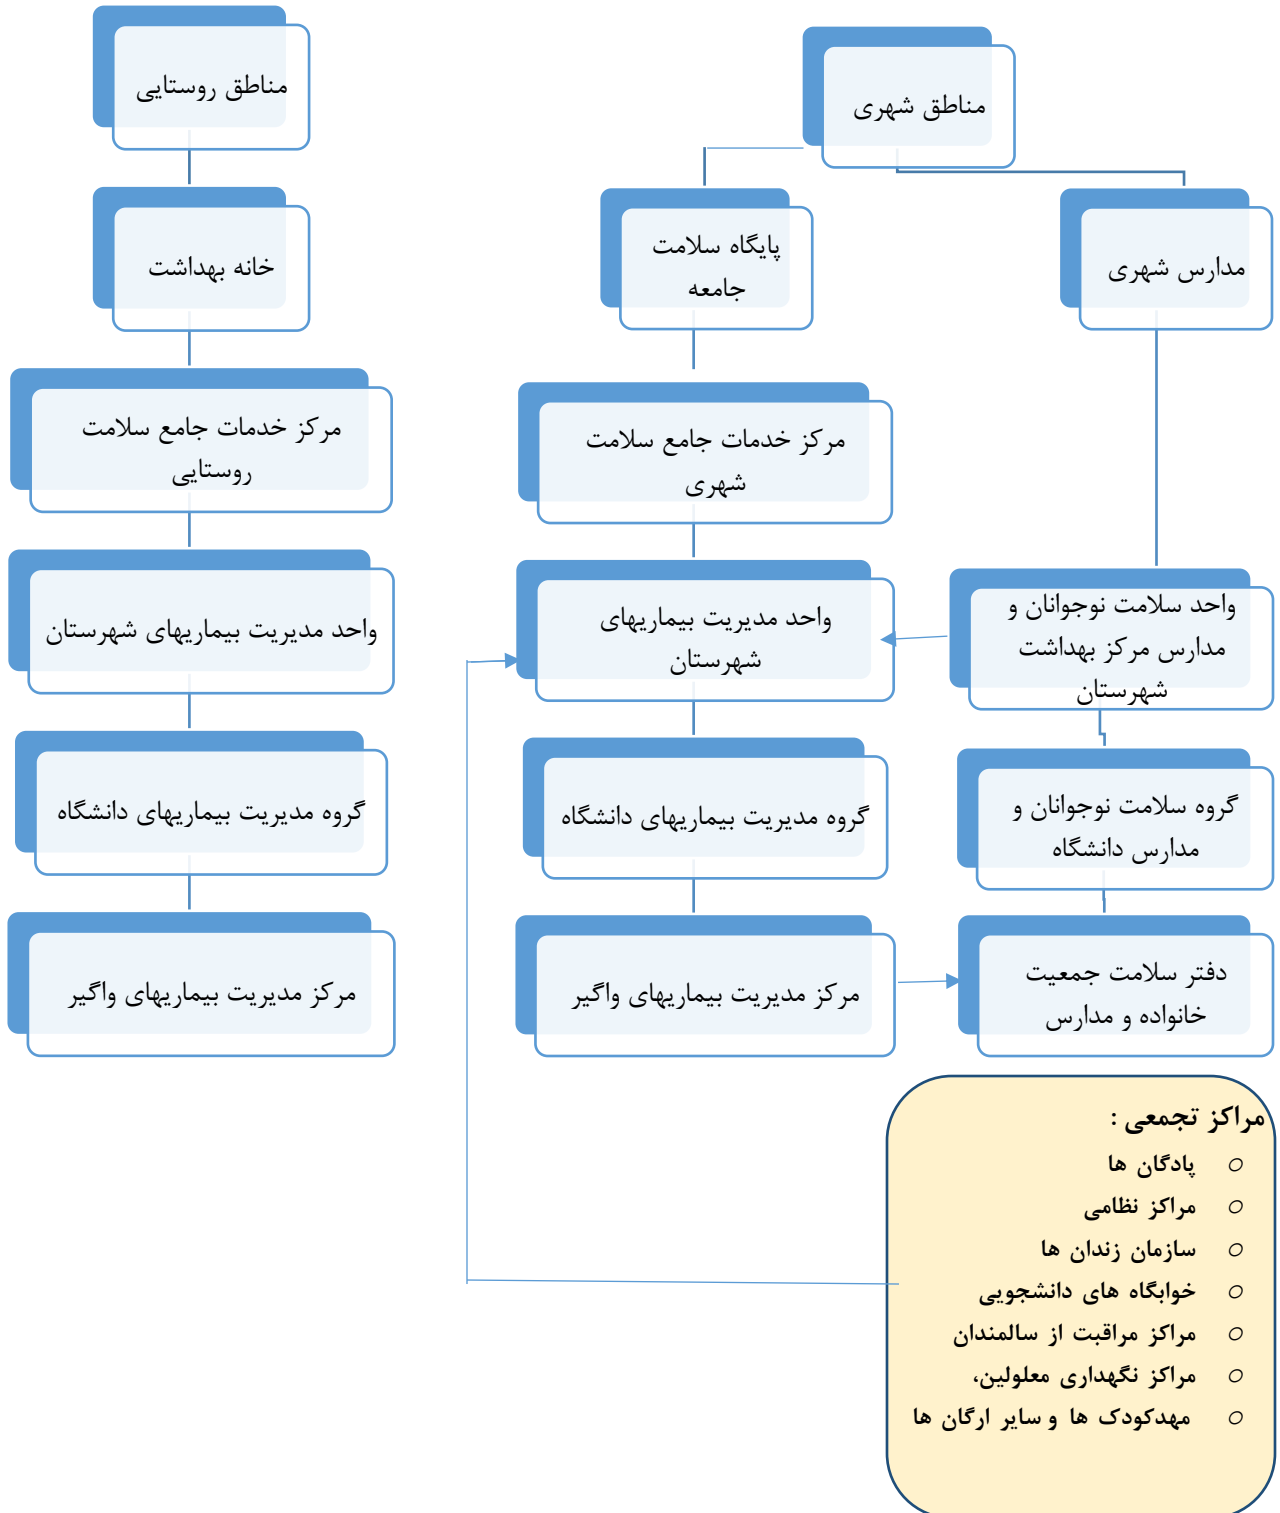 مناطق شهری
مدارس شهری
واحد سلامت نوجوانان و
مدارس مرکز بهداشت
شهرستان
گروه سلامت نوجوانان و
مدارس دانشگاه
دفتر سلامت جمعیت
خانواده و مدارس
پایگاه سلامت
جامعه
مرکز خدمات جامع سلامت
شهری
واحد مدیریت بیماریهای
شهرستان
گروه مدیریت بیماریهای دانشگاه
مرکز مدیریت بیماریهای واگیر
مناطق روستایی
خانه بهداشت
مرکز خدمات جامع سلامت
روستایی
واحد مدیریت بیماریهای شهرستان
گروه مدیریت بیماریهای دانشگاه
مرکز مدیریت بیماریهای واگیر
مراکز تجمعی :
○ پادگان ها
○ مراکز نظامی
○ سازمان زندان ها
○ خوابگاه های دانشجویی
○ مراکز مراقبت از سالمندان
○ مراکز نگهداری معلولین،
○ مهدکودک ها و سایر ارگان ها